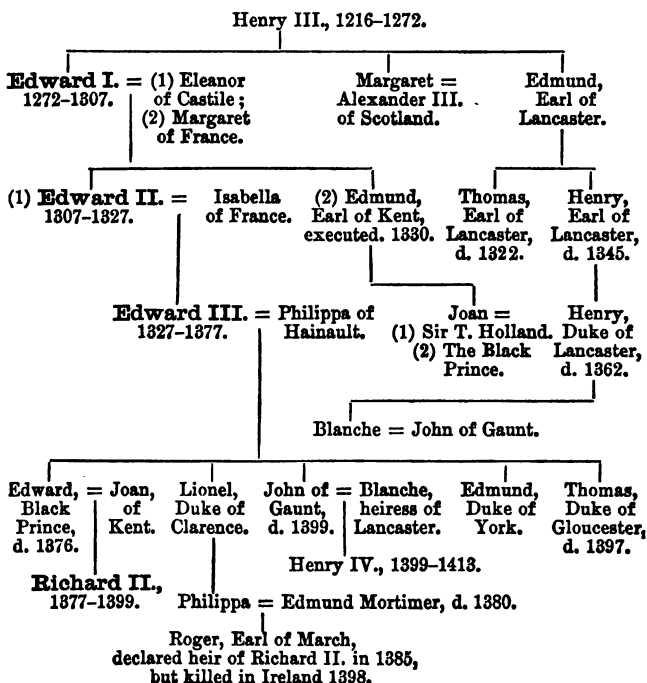 Henry III., 1216–1272.
Edward I. = (1) Eleanor of Castile; (2) Margaret of France.
1272–1307.
Margaret = Alexander III. of Scotland.
Edmund, Earl of Lancaster.
(1) Edward II. = Isabella of France.
1307–1327.
(2) Edmund, Earl of Kent, executed. 1330.
Thomas, Earl of Lancaster, d. 1322.
Henry, Earl of Lancaster, d. 1345.
Edward III. = Philippa of Hainault.
1327–1377.
Joan = (1) Sir T. Holland. (2) The Black Prince.
Henry, Duke of Lancaster, d. 1362.
Blanche = John of Gaunt.
Edward, Black Prince, d. 1376. = Joan, of Kent.
Lionel, Duke of Clarence.
John of Gaunt, d. 1399. = Blanche, heiress of Lancaster.
Edmund, Duke of York.
Thomas, Duke of Gloucester, d. 1397.
Henry IV., 1399–1413.
Richard II.,
1377–1399.
Philippa = Edmund Mortimer, d. 1380.
Roger, Earl of March,
declared heir of Richard II. in 1385,
but killed in Ireland 1398.